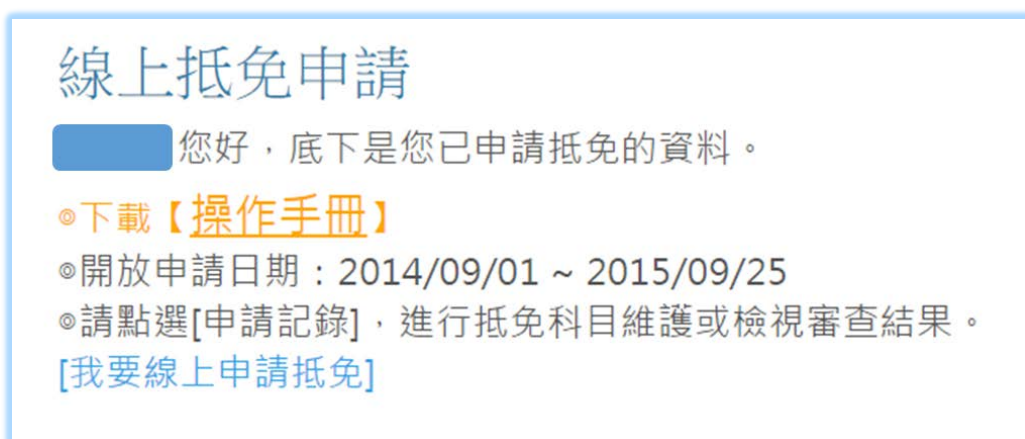 線上抵免申請
您好，底下是您已申請抵免的資料。
◎下載【操作手冊】
◎開放申請日期：2014/09/01 ~ 2015/09/25
◎請點選[申請記錄]，進行抵免科目維護或檢視審查結果。
[我要線上申請抵免]